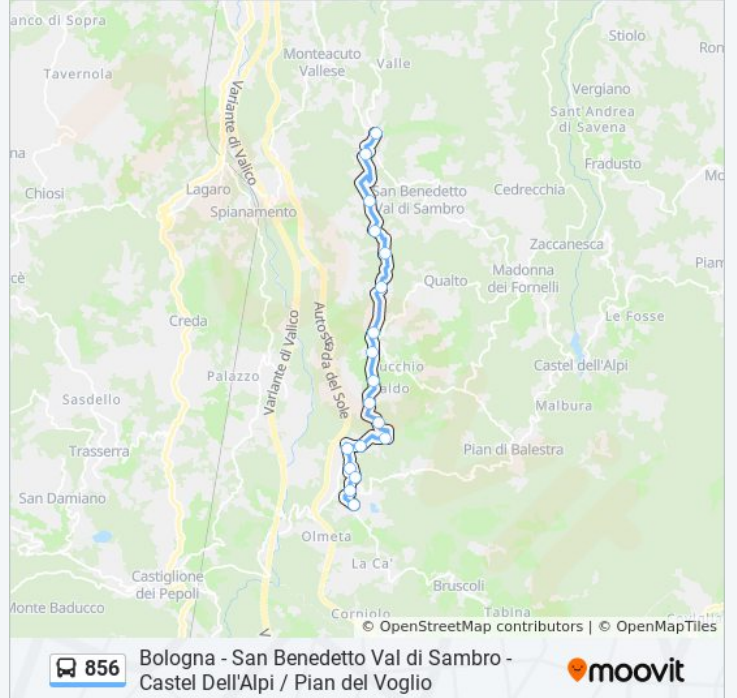 anco di Sopra
Stiolo
Ron
Monteacuto
Vallese
Valle
Tavernola
Vergiano
Variante di Valico
Sant'Andrea
di Savena
na
Fradusto
Mc
Chiosi
Lagaro
San Benedetto
Val di Sambro
Cedrecchia
Spianamento
Zaccanesca
Piam
cè
Qualto
Madonna
dei Fornelli
Creda
Autostrada del Sole
Variante di Valico
Le Fosse
Palazzo
ucchio
aldo
Castel dell'Alpi
Sasdello
Malbura
Trasserra
Pian di Balestra
San Damiano
Olmeta
La Ca'
Castiglione
dei Pepoli
Bruscoli
Monte Baducco
Corniolo
Tabina
V
© OpenStreetMap contributors | © OpenMapTiles
856
Bologna - San Benedetto Val di Sambro -
Castel Dell'Alpi / Pian del Voglio
moovit